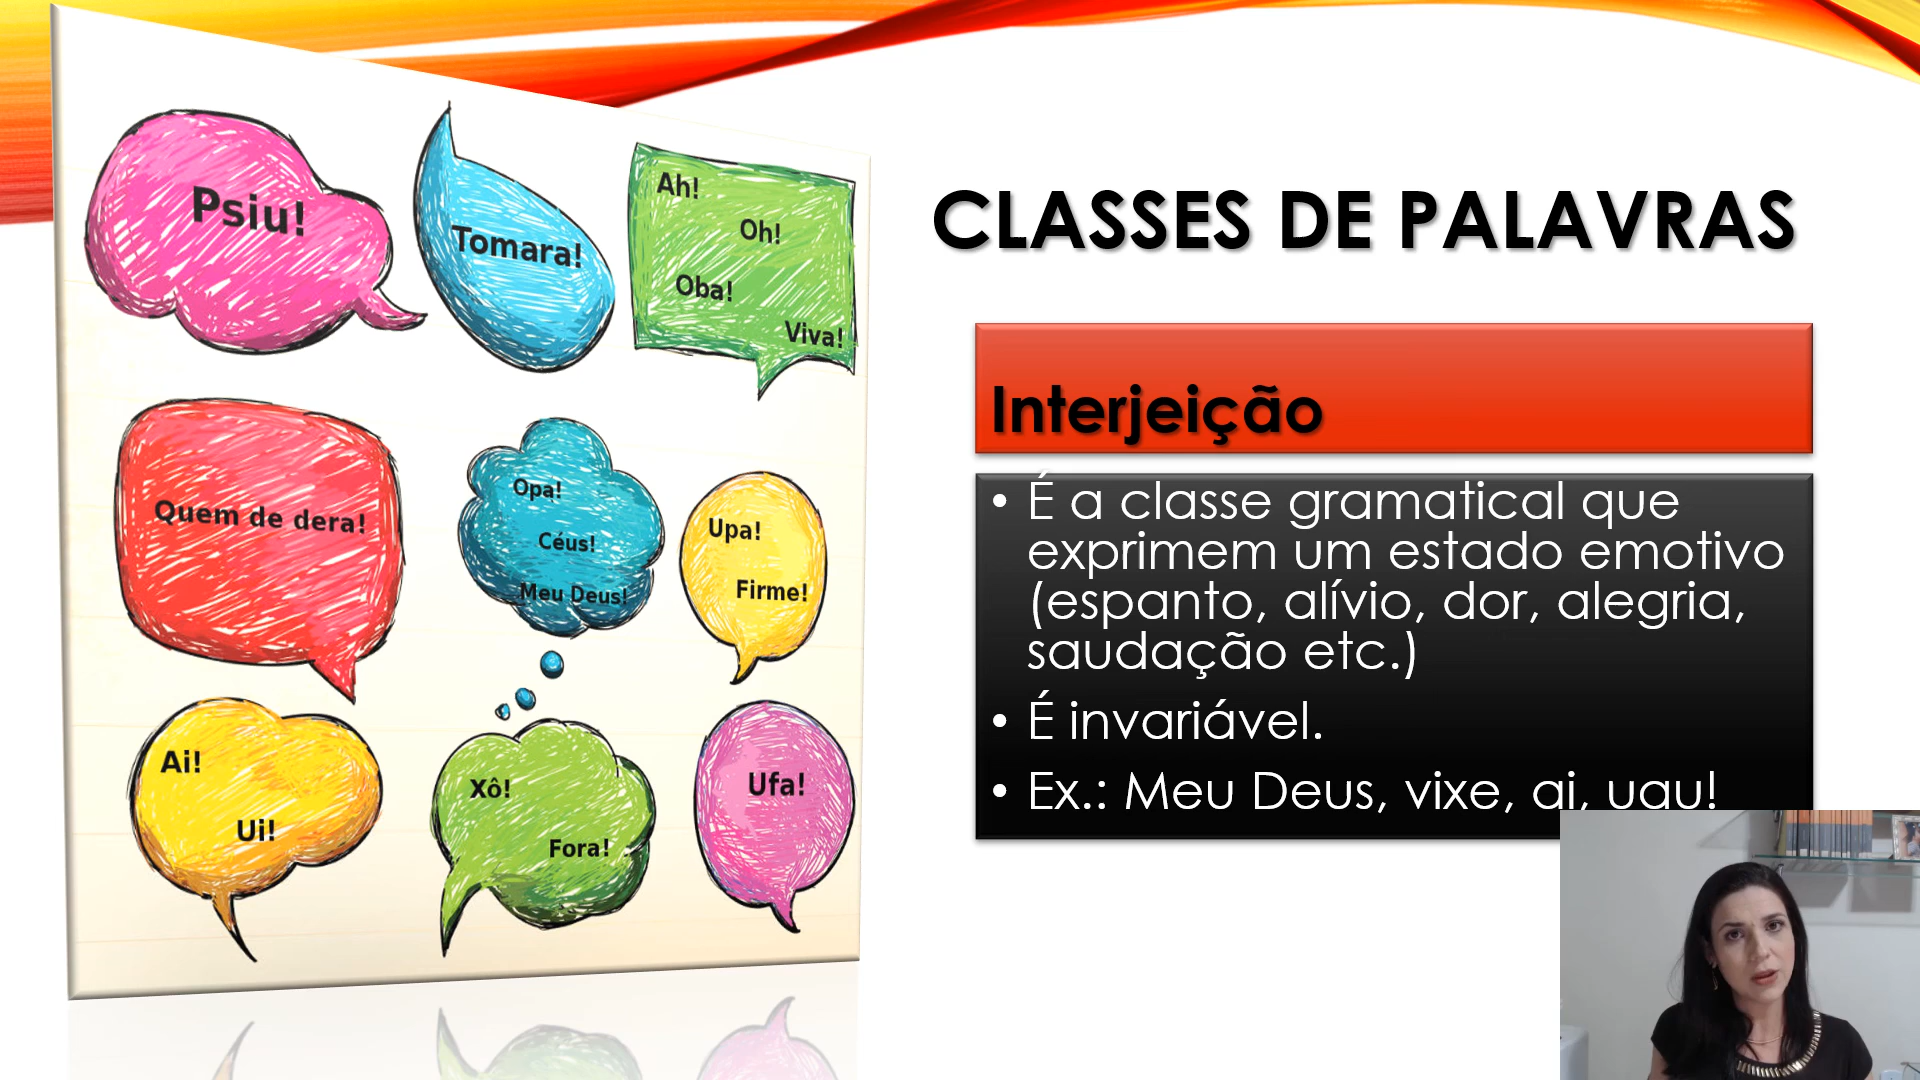 Psiu!
Tomara!
Ah!
Oh!
Oba!
Viva!
Quem de dera!
Opa!
Céus!
Meu Deus!
Upa!
Firme!
Ai!
Ui!
Xô!
Fora!
Ufa!
CLASSES DE PALAVRAS
Interjeição
• É a classe gramatical que
exprimem um estado emotivo
(espanto, alívio, dor, alegria,
saudação etc.)
• É invariável.
• Ex.: Meu Deus, vixe, ai, uau!